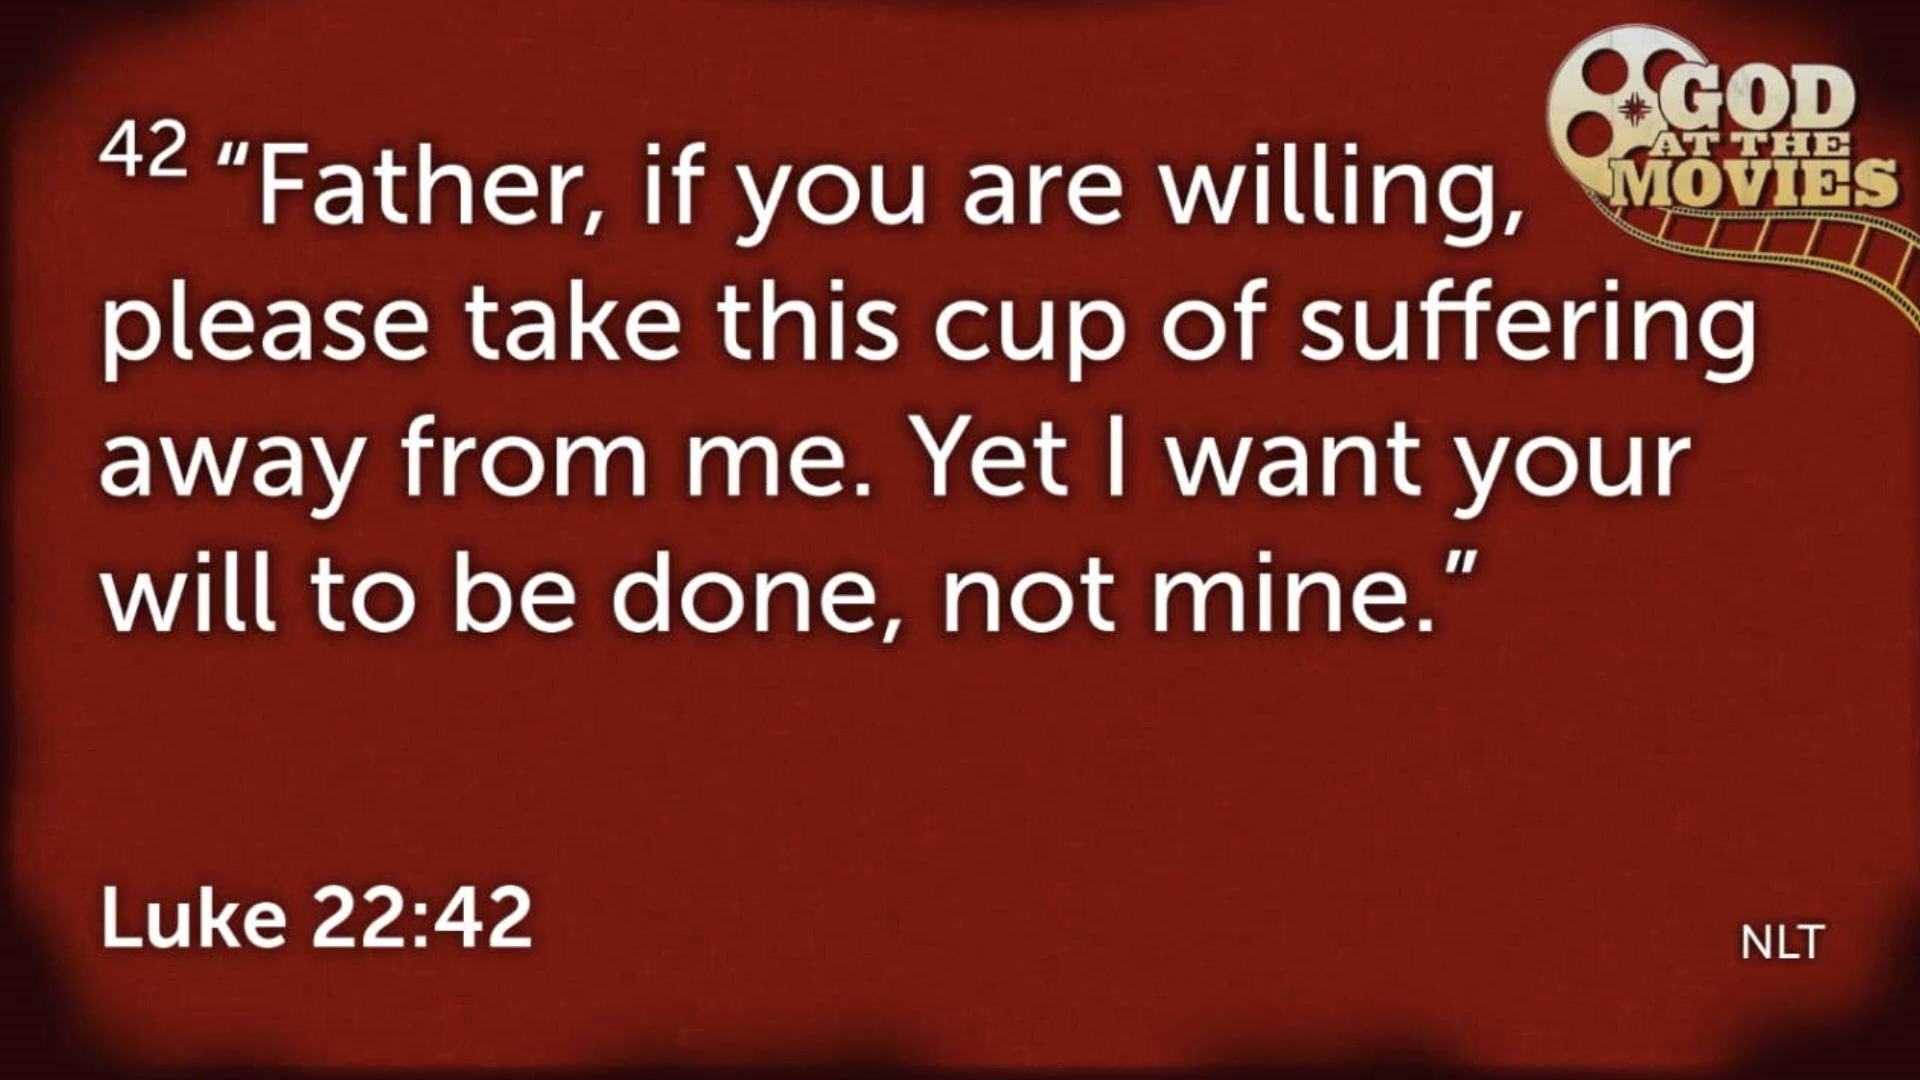 GOD
AT THE
MOVIES
42 “Father, if you are willing,
please take this cup of suffering
away from me. Yet I want your
will to be done, not mine.”
Luke 22:42
NLT